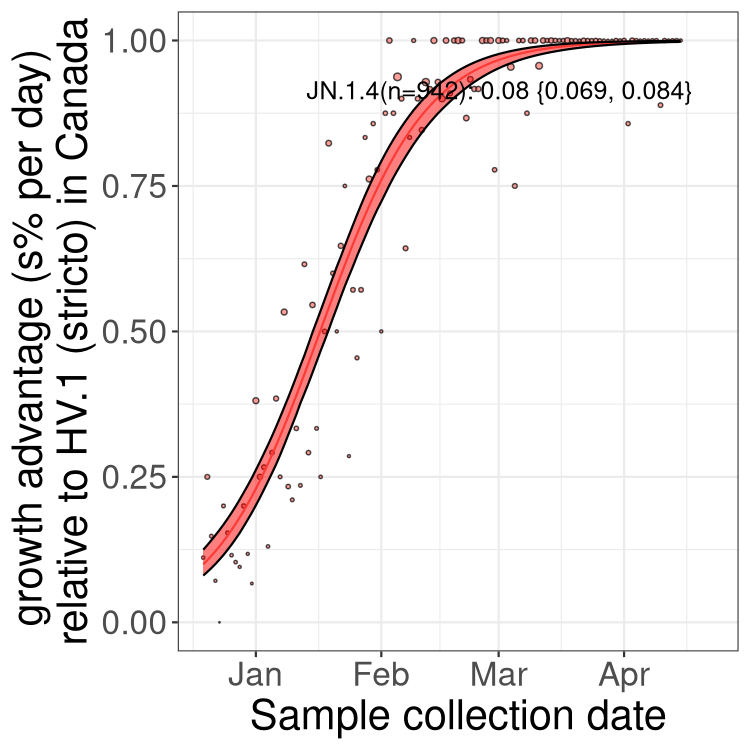 growth advantage (s% per day)
relative to HV.1 (stricto) in Canada
1.00
0.75
0.50
0.25
0.00
JN.1.4(n=942): 0.08 {0.069, 0.084}
Jan Feb Mar Apr
Sample collection date